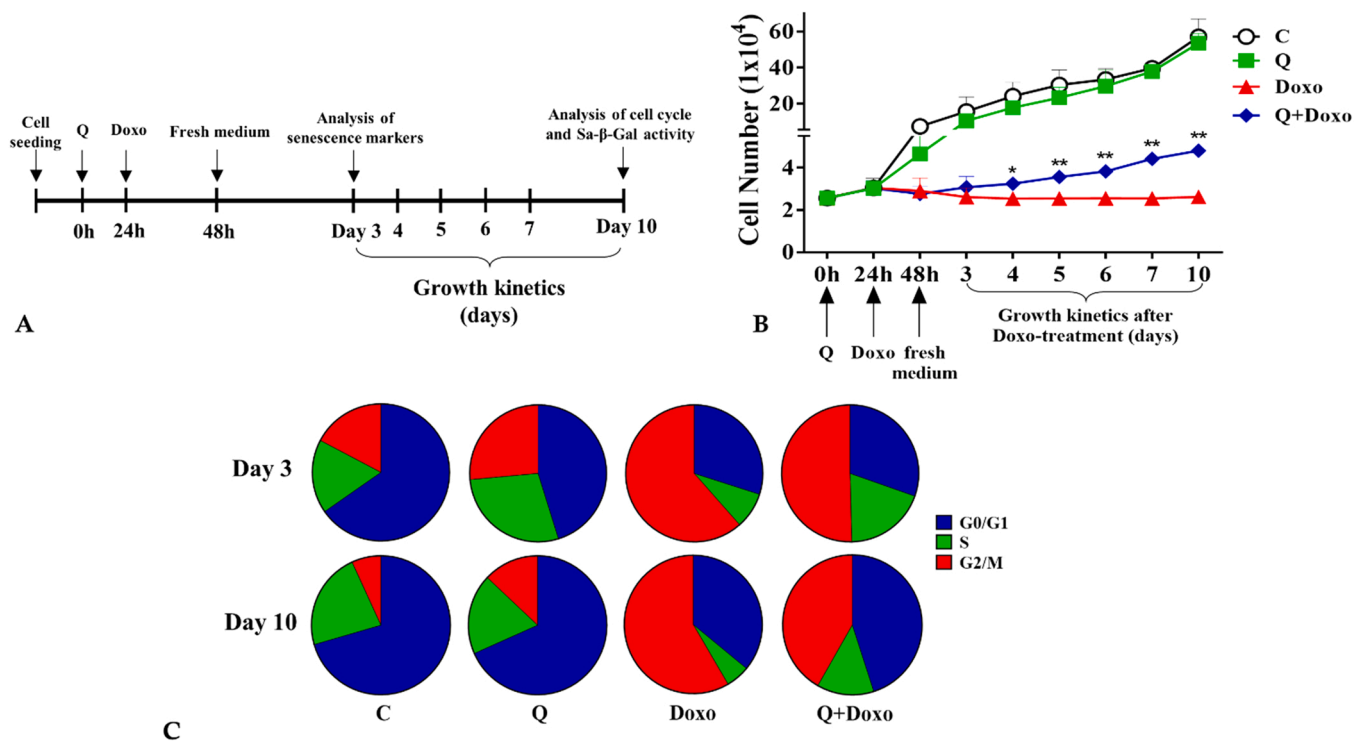 Cell
seeding
Q
Doxo
Fresh medium
Analysis of
senescence markers
Analysis of cell cycle
and Sa-β-Gal activity
0h
24h
48h
Day 3
4
5
6
7
Day 10
Growth kinetics
(days)
A
Cell Number (1x10⁴)
60
40
20
4
2
0
C
Q
Doxo
Q+Doxo
*
**
**
**
**
0h
24h
48h
3
4
5
6
7
10
Q
Doxo
fresh
medium
Growth kinetics after
Doxo-treatment (days)
B
Day 3
Day 10
G0/G1
S
G2/M
C
Q
Doxo
Q+Doxo
C